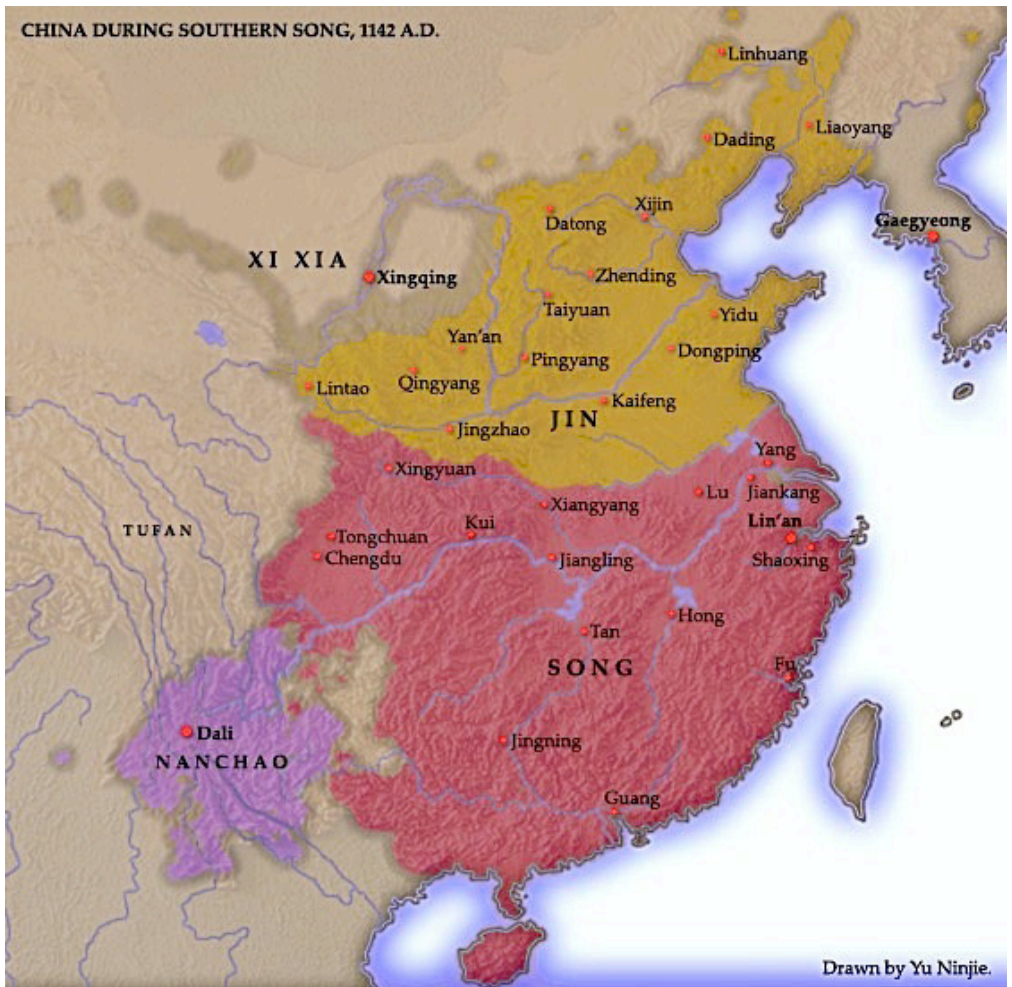 CHINA DURING SOUTHERN SONG, 1142 A.D.
Linhuang
Liaoyang
Dading
Xijin
Datong
Gaegyeong
XI XIA
Xingqing
Zhending
Taiyuan
Yidu
Yan'an
Pingyang
Dongping
Qingyang
Lintao
Kaifeng
JIN
Jingzhao
Yang
Xingyuan
Lu
Jiankang
Xiangyang
Lin'an
Kui
TUFAN
Tongchuan
Chengdu
Jiangling
Shaoxing
Hong
Tan
SONG
Fu
Dali
NANCHAO
Jingning
Guang
Drawn by Yu Ninjie.